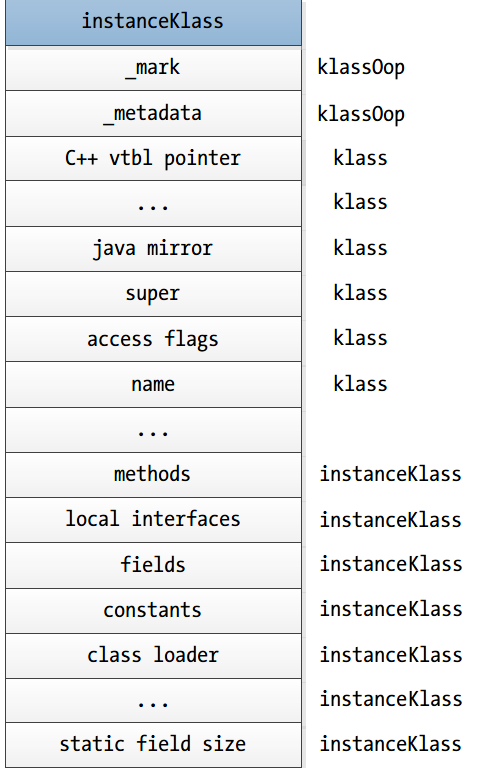 instanceKlass
_mark klassOop
_metadata klassOop
C++ vtbl pointer klass
... klass
java mirror klass
super klass
access flags klass
name klass
...
methods instanceKlass
local interfaces instanceKlass
fields instanceKlass
constants instanceKlass
class loader instanceKlass
... instanceKlass
static field size instanceKlass